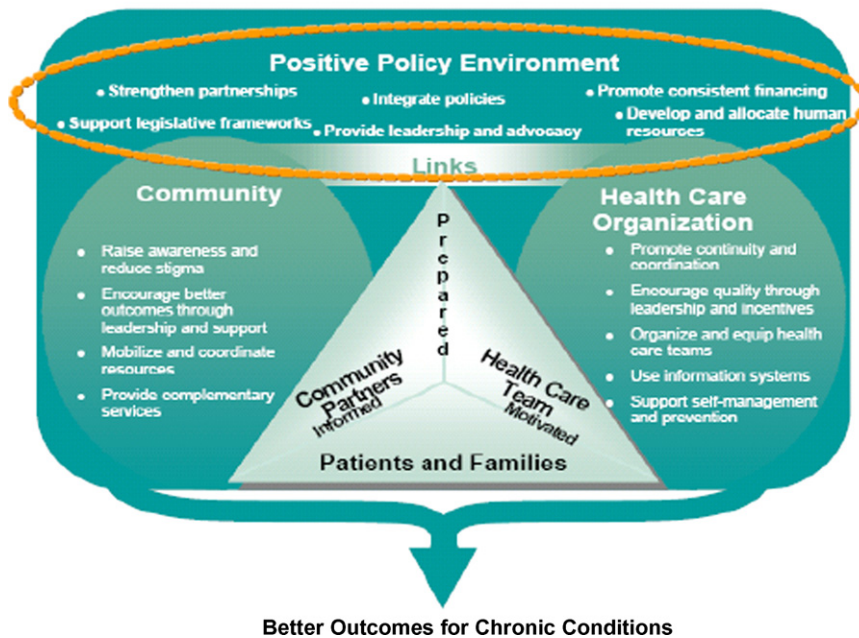 Positive Policy Environment
• Strengthen partnerships
• Integrate policies
• Promote consistent financing
• Support legislative frameworks
• Provide leadership and advocacy
• Develop and allocate human
resources
Links
Community
• Raise awareness and
reduce stigma
• Encourage better
outcomes through
leadership and support
• Mobilize and coordinate
resources
• Provide complementary
services
Health Care
Organization
• Promote continuity and
coordination
• Encourage quality through
leadership and incentives
• Organize and equip health
care teams
• Use information systems
• Support self-management
and prevention
Prepared
Community
Partners
Informed
Health Care
Team
Motivated
Patients and Families
Better Outcomes for Chronic Conditions